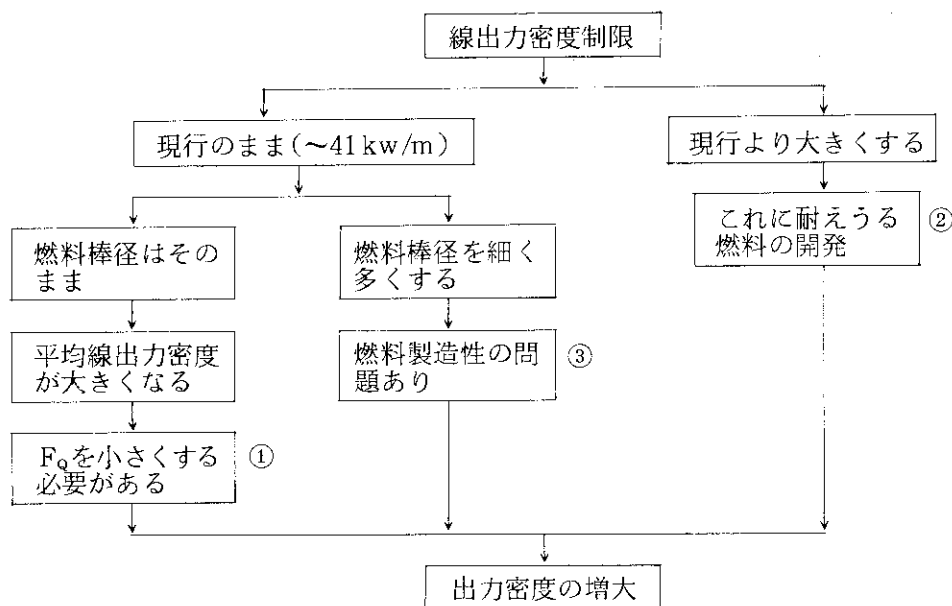 線出力密度制限
現行のまま(～41kw/m)
現行より大きくする
燃料棒径はその
まま
燃料棒径を細く
多くする
これに耐えうる
燃料の開発
②
平均線出力密度
が大きくなる
燃料製造性の問
題あり
③
FQを小さくする
必要がある
①
出力密度の増大